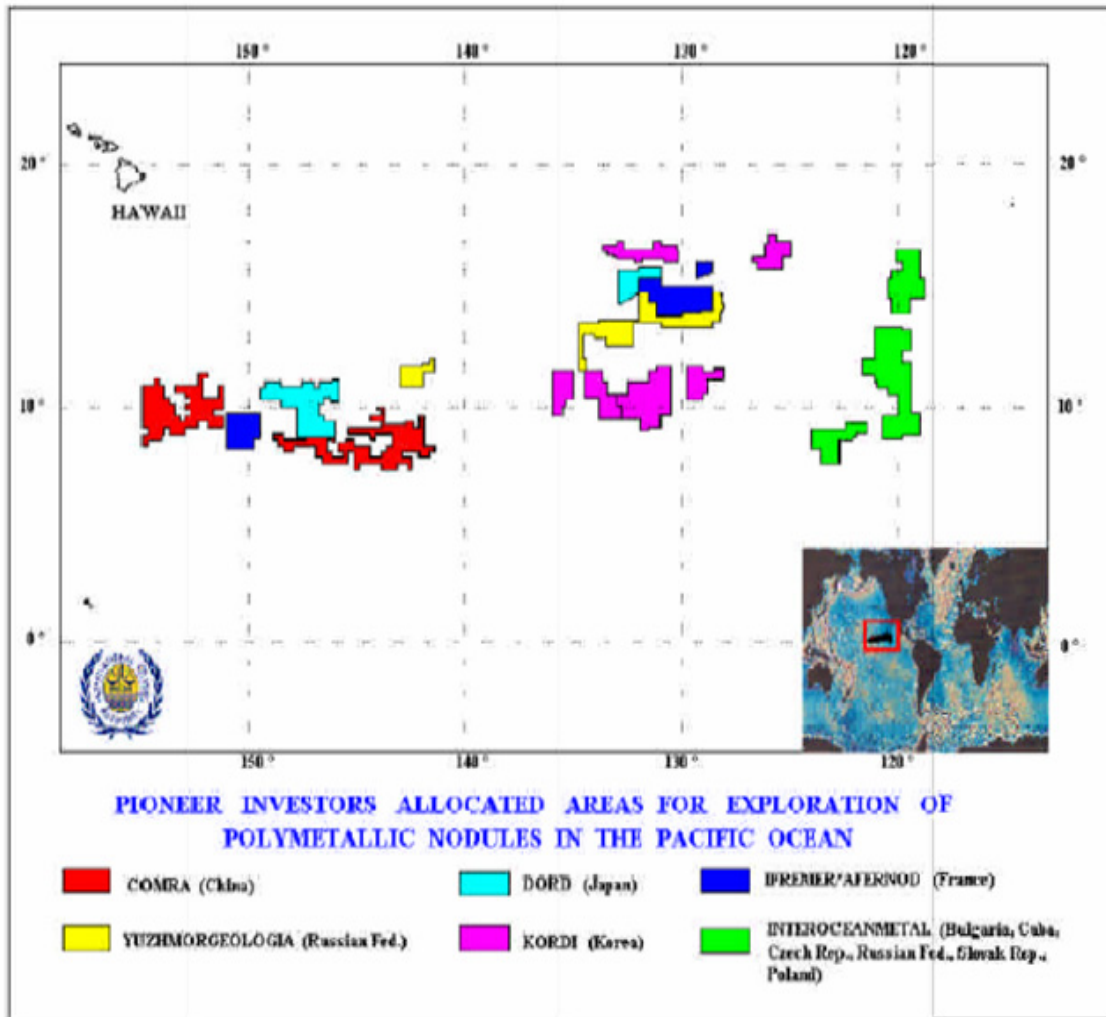 150° 140° 130° 120°
20° 20°
HAWAII
10° 10°
0° 0°
150° 140° 130° 120°
PIONEER INVESTORS ALLOCATED AREAS FOR EXPLORATION OF
POLYMETALLIC NODULES IN THE PACIFIC OCEAN
COMRA (China) DORD (Japan) IFREMER/AFERNOD (France)
YUZHMORGEOLOGIA (Russian Fed.) KORDI (Korea) INTEROCEANMETAL (Bulgaria, Cuba,
Czech Rep., Russian Fed., Slovak Rep.,
Poland)